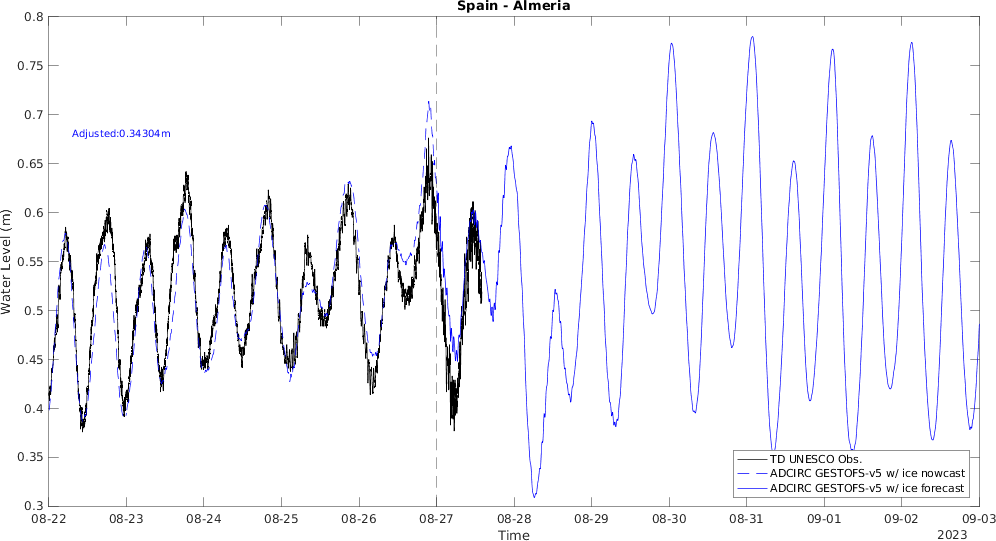 Spain - Almeria
0.8
0.75
0.7
0.65
0.6
0.55
0.5
0.45
0.4
0.35
0.3
Water Level (m)
Adjusted:0.34304m
TD UNESCO Obs.
ADCIRC GESTOFS-v5 w/ ice nowcast
ADCIRC GESTOFS-v5 w/ ice forecast
08-22 08-23 08-24 08-25 08-26 08-27 08-28 08-29 08-30 08-31 09-01 09-02 09-03
Time
2023